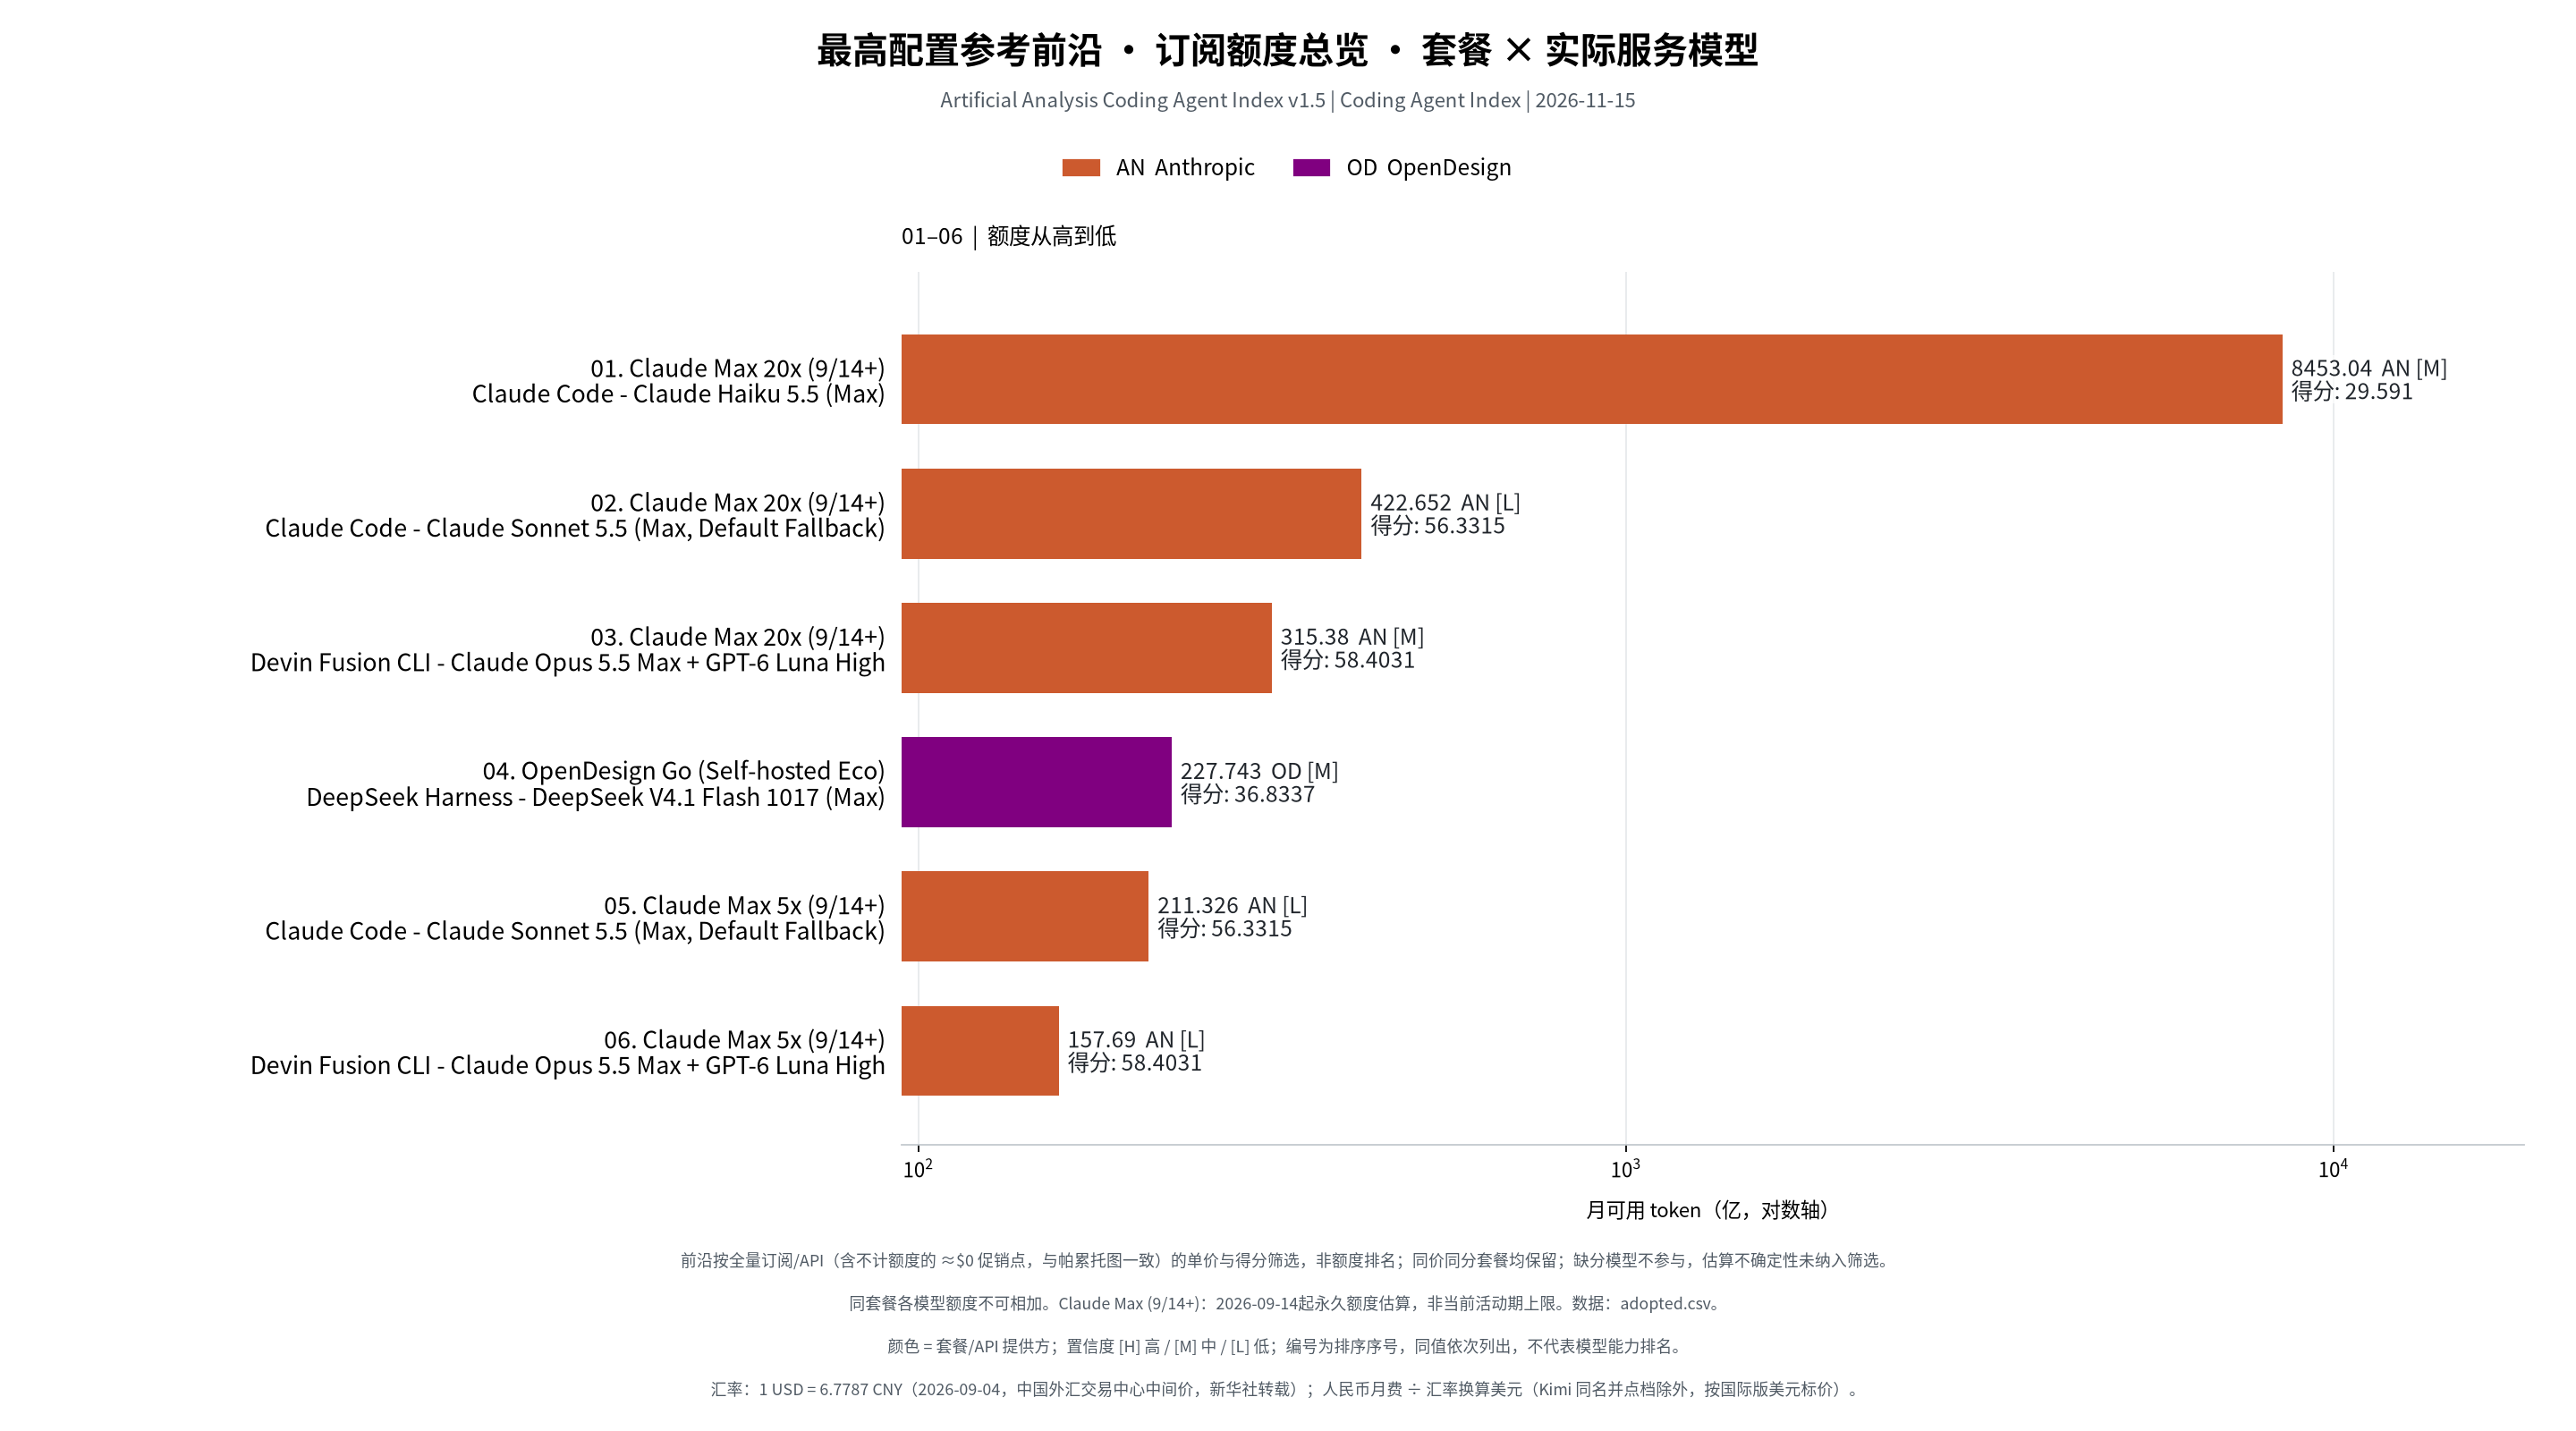 最高配置参考前沿 · 订阅额度总览 · 套餐 × 实际服务模型
Artificial Analysis Coding Agent Index v1.5 | Coding Agent Index | 2026-11-15
AN Anthropic
OD OpenDesign
01–06 | 额度从高到低
01. Claude Max 20x (9/14+)
Claude Code - Claude Haiku 5.5 (Max)
8453.04 AN [M]
得分: 29.591
02. Claude Max 20x (9/14+)
Claude Code - Claude Sonnet 5.5 (Max, Default Fallback)
422.652 AN [L]
得分: 56.3315
03. Claude Max 20x (9/14+)
Devin Fusion CLI - Claude Opus 5.5 Max + GPT-6 Luna High
315.38 AN [M]
得分: 58.4031
04. OpenDesign Go (Self-hosted Eco)
DeepSeek Harness - DeepSeek V4.1 Flash 1017 (Max)
227.743 OD [M]
得分: 36.8337
05. Claude Max 5x (9/14+)
Claude Code - Claude Sonnet 5.5 (Max, Default Fallback)
211.326 AN [L]
得分: 56.3315
06. Claude Max 5x (9/14+)
Devin Fusion CLI - Claude Opus 5.5 Max + GPT-6 Luna High
157.69 AN [L]
得分: 58.4031
10² 10³ 10⁴
月可用 token（亿，对数轴）
前沿按全量订阅/API（含不计额度的 ≈$0 促销点，与帕累托图一致）的单价与得分筛选，非额度排名；同价同分套餐均保留；缺分模型不参与，估算不确定性未纳入筛选。
同套餐各模型额度不可相加。Claude Max (9/14+)：2026-09-14起永久额度估算，非当前活动期上限。数据：adopted.csv。
颜色 = 套餐/API 提供方；置信度 [H] 高 / [M] 中 / [L] 低；编号为排序序号，同值依次列出，不代表模型能力排名。
汇率：1 USD = 6.7787 CNY（2026-09-04，中国外汇交易中心中间价，新华社转载）；人民币月费 ÷ 汇率换算美元（Kimi 同名并点档除外，按国际版美元标价）。